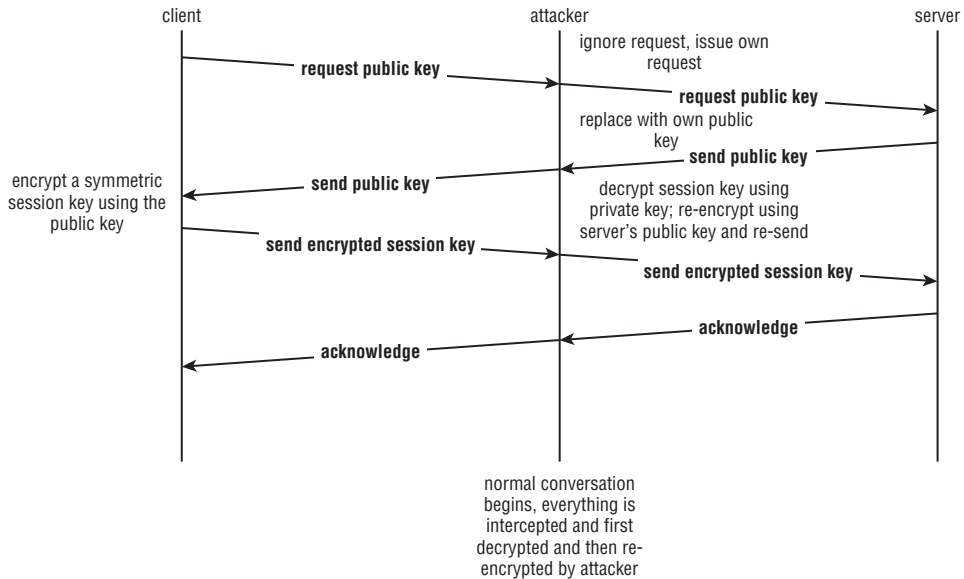 client
attacker
server
ignore request, issue own
request
request public key
request public key
replace with own public
key
send public key
send public key
encrypt a symmetric
session key using the
public key
decrypt session key using
private key; re-encrypt using
server's public key and re-send
send encrypted session key
send encrypted session key
acknowledge
acknowledge
normal conversation
begins, everything is
intercepted and first
decrypted and then re-
encrypted by attacker